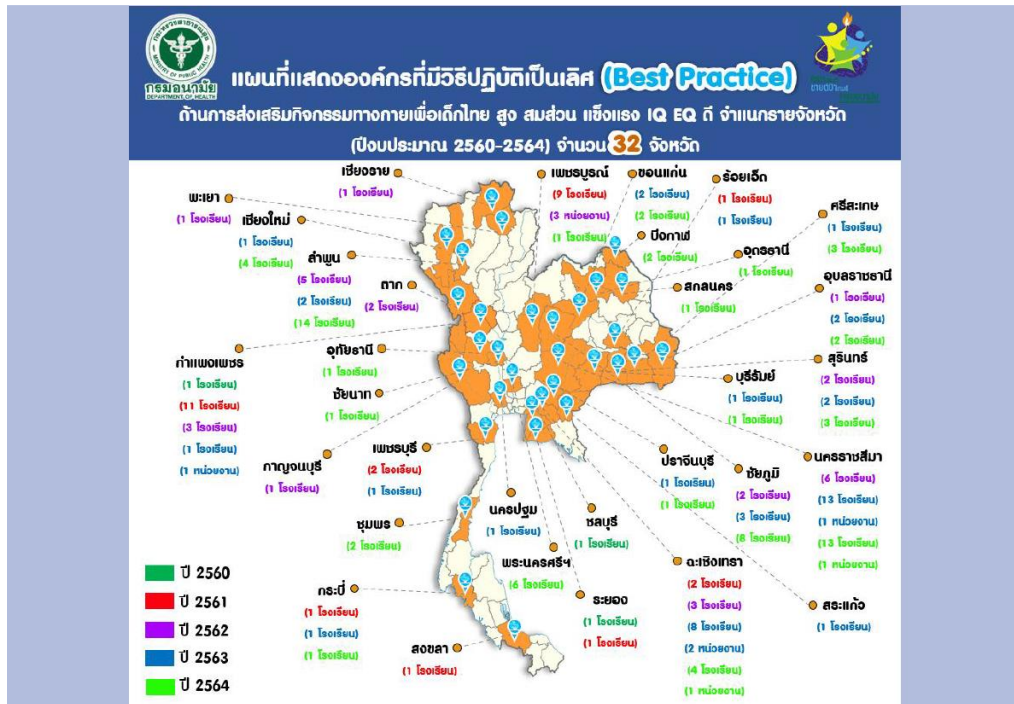 กระทรวงสาธารณสุข
MINISTRY OF PUBLIC HEALTH
กรมอนามัย
DEPARTMENT OF HEALTH
แผนที่แสดงองค์กรที่มีวิธีปฏิบัติเป็นเลิศ (Best Practice)
ด้านการส่งเสริมกิจกรรมทางกายเพื่อเด็กไทย สูง สมส่วน แข็งแรง IQ EQ ดี จำแนกรายจังหวัด
(ปีงบประมาณ 2560-2564) จำนวน 32 จังหวัด
เชียงราย
(1 โรงเรียน)
พะเยา
(1 โรงเรียน)
เชียงใหม่
(1 โรงเรียน)
(4 โรงเรียน)
ลำพูน
(5 โรงเรียน)
(2 โรงเรียน)
(14 โรงเรียน)
ตาก
(2 โรงเรียน)
เพชรบูรณ์
(9 โรงเรียน)
(3 หน่วยงาน)
(1 โรงเรียน)
ขอนแก่น
(2 โรงเรียน)
(2 โรงเรียน)
บึงกาฬ
(2 โรงเรียน)
ร้อยเอ็ด
(1 โรงเรียน)
(1 โรงเรียน)
ศรีสะเกษ
(1 โรงเรียน)
(3 โรงเรียน)
อุดรธานี
(1 โรงเรียน)
สกลนคร
(1 โรงเรียน)
อุบลราชธานี
(1 โรงเรียน)
(2 โรงเรียน)
(2 โรงเรียน)
กำแพงเพชร
(1 โรงเรียน)
(11 โรงเรียน)
(3 โรงเรียน)
(1 โรงเรียน)
(1 หน่วยงาน)
อุทัยธานี
(1 โรงเรียน)
ชัยนาท
(1 โรงเรียน)
กาญจนบุรี
(1 โรงเรียน)
เพชรบุรี
(2 โรงเรียน)
(1 โรงเรียน)
สุรินทร์
(2 โรงเรียน)
(2 โรงเรียน)
(3 โรงเรียน)
บุรีรัมย์
(1 โรงเรียน)
(1 โรงเรียน)
นครราชสีมา
(6 โรงเรียน)
(13 โรงเรียน)
(1 หน่วยงาน)
(13 โรงเรียน)
(1 หน่วยงาน)
ปราจีนบุรี
(1 โรงเรียน)
(1 โรงเรียน)
ชัยภูมิ
(2 โรงเรียน)
(3 โรงเรียน)
(8 โรงเรียน)
นครปฐม
(1 โรงเรียน)
ชลบุรี
(1 โรงเรียน)
ชุมพร
(2 โรงเรียน)
พระนครศรีฯ
(6 โรงเรียน)
ฉะเชิงเทรา
(2 โรงเรียน)
(3 โรงเรียน)
(8 โรงเรียน)
(2 หน่วยงาน)
(4 โรงเรียน)
(1 หน่วยงาน)
กระบี่
(1 โรงเรียน)
(1 โรงเรียน)
(1 โรงเรียน)
ระยอง
(1 โรงเรียน)
(1 โรงเรียน)
สระแก้ว
(1 โรงเรียน)
สงขลา
(1 โรงเรียน)
ปี 2560
ปี 2561
ปี 2562
ปี 2563
ปี 2564